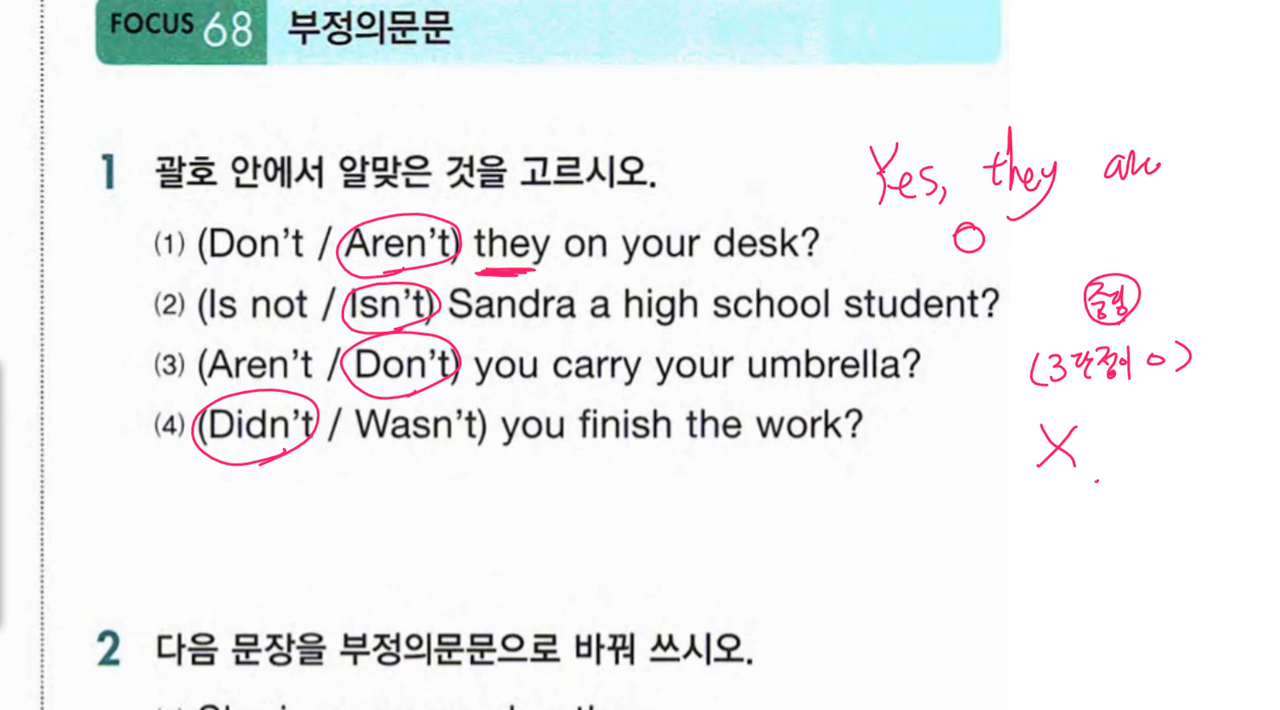 FOCUS 68 부정의문문
1 괄호 안에서 알맞은 것을 고르시오.
Yes, they are
(1) (Don't / Aren't) they on your desk?
(2) (Is not / Isn't) Sandra a high school student?
(3) (Aren't / Don't) you carry your umbrella?
(4) (Didn't / Wasn't) you finish the work?
2 다음 문장을 부정의문문으로 바꿔 쓰시오.